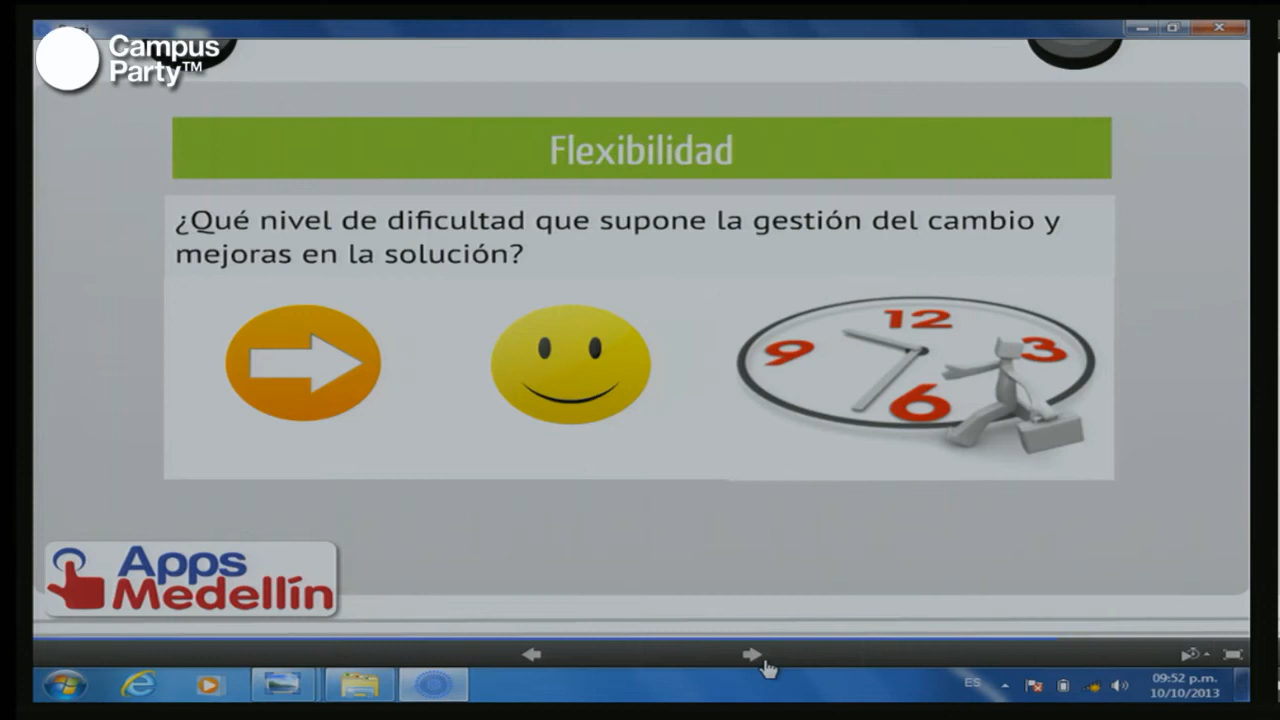 Campus
Party™
Flexibilidad
¿Qué nivel de dificultad que supone la gestión del cambio y
mejoras en la solución?
12
9
3
6
Apps
Medellín
ES
09:52 p.m.
10/10/2013